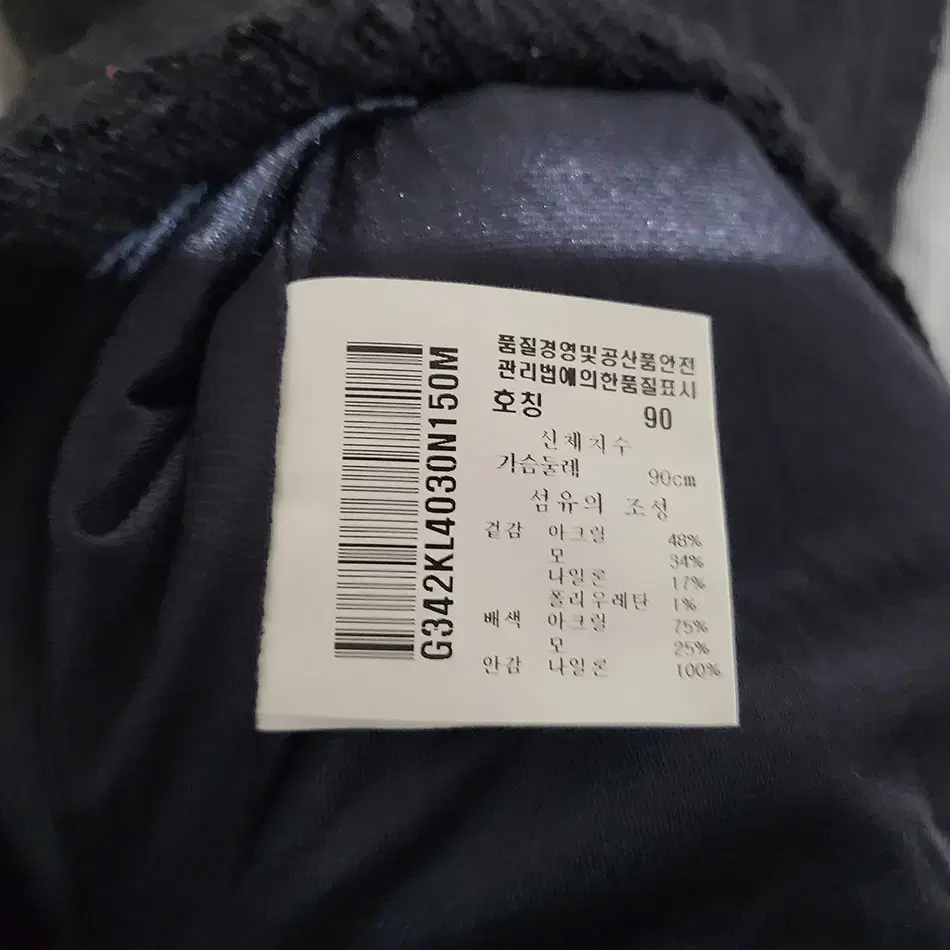 품질경영및공산품안전
관리법에의한품질표시
호칭 90
신체치수
가슴둘레 90cm
섬유의 조성
겉감 아크릴 48%
모 34%
나일론 17%
폴리우레탄 1%
배색 아크릴 75%
모 25%
안감 나일론 100%
G342KL4030N150M